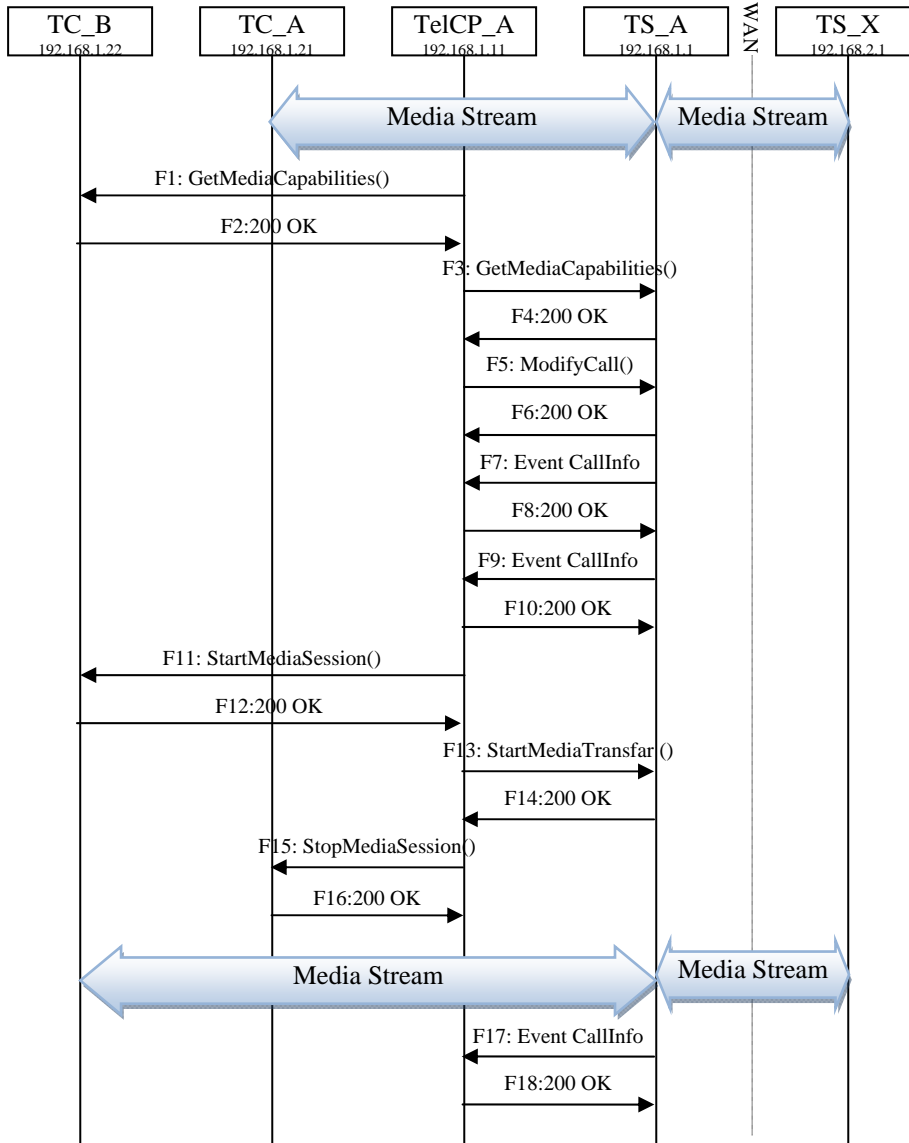 TC_B
192.168.1.22
TC_A
192.168.1.21
TelCP_A
192.168.1.11
TS_A
192.168.1.1
WAN
TS_X
192.168.2.1
Media Stream
Media Stream
F1: GetMediaCapabilities()
F2:200 OK
F3: GetMediaCapabilities()
F4:200 OK
F5: ModifyCall()
F6:200 OK
F7: Event CallInfo
F8:200 OK
F9: Event CallInfo
F10:200 OK
F11: StartMediaSession()
F12:200 OK
F13: StartMediaTransfar ()
F14:200 OK
F15: StopMediaSession()
F16:200 OK
Media Stream
Media Stream
F17: Event CallInfo
F18:200 OK